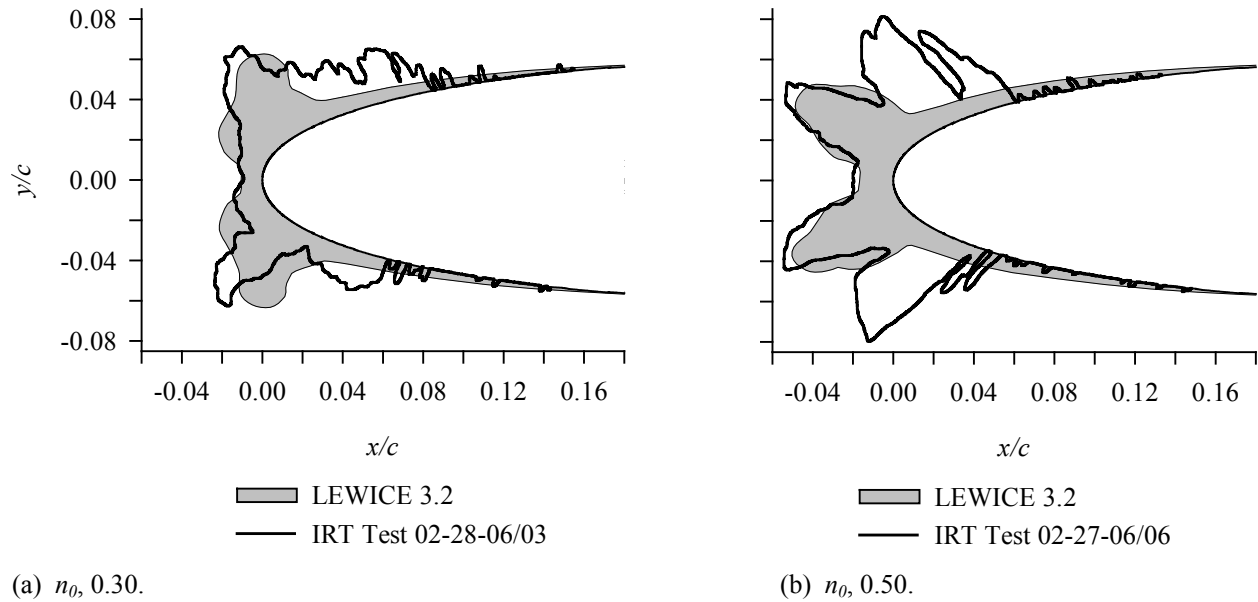 0.08
0.04
0.00
-0.04
-0.08
y/c
-0.04 0.00 0.04 0.08 0.12 0.16
-0.04 0.00 0.04 0.08 0.12 0.16
x/c
x/c
LEWICE 3.2
LEWICE 3.2
IRT Test 02-28-06/03
IRT Test 02-27-06/06
(a) n0, 0.30.
(b) n0, 0.50.